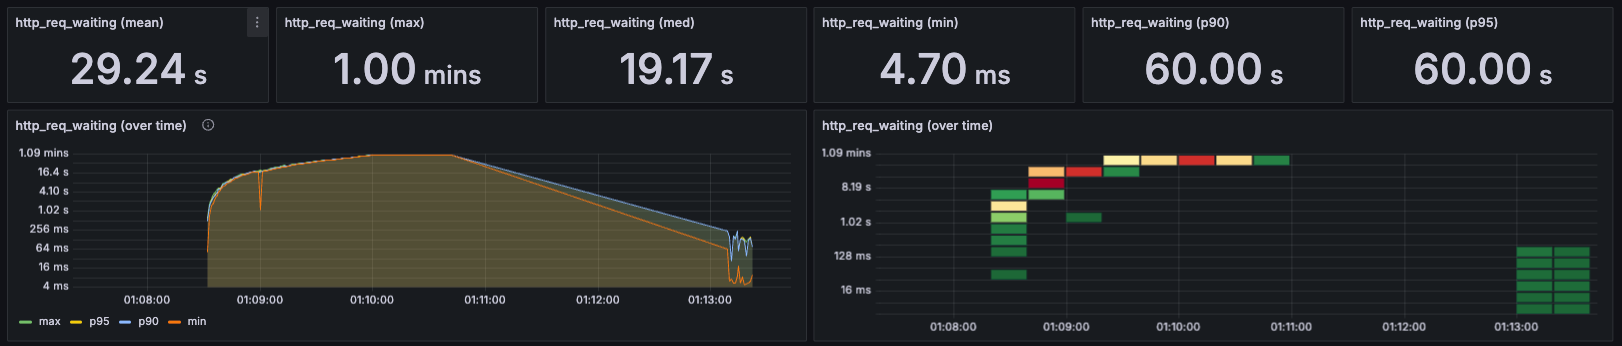 http_req_waiting (mean)
29.24 s
http_req_waiting (max)
1.00 mins
http_req_waiting (med)
19.17 s
http_req_waiting (min)
4.70 ms
http_req_waiting (p90)
60.00 s
http_req_waiting (p95)
60.00 s
http_req_waiting (over time)
1.09 mins
16.4 s
4.10 s
1.02 s
256 ms
64 ms
16 ms
4 ms
01:08:00 01:09:00 01:10:00 01:11:00 01:12:00 01:13:00
max p95 p90 min
http_req_waiting (over time)
1.09 mins
8.19 s
1.02 s
128 ms
16 ms
01:08:00 01:09:00 01:10:00 01:11:00 01:12:00 01:13:00